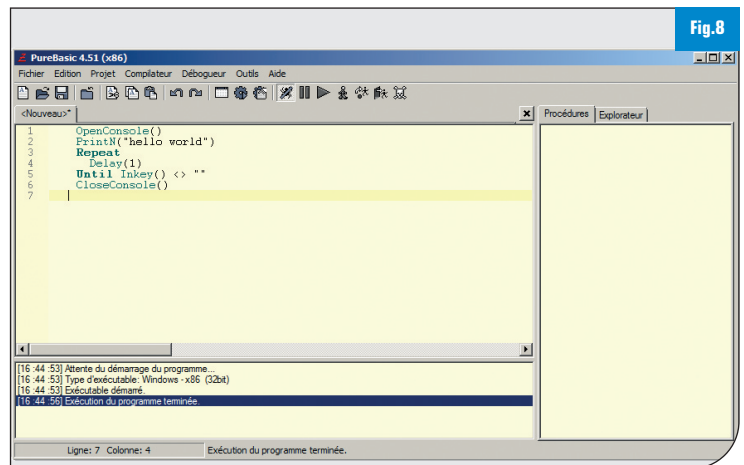 Fig.8
PureBasic 4.51 (x86)
Fichier Edition Projet Compilateur Débogueur Outils Aide
<Nouveau>*
Procédures Explorateur
1 OpenConsole()
2 PrintN("hello world")
3 Repeat
4 Delay(1)
5 Until Inkey() <> ""
6 CloseConsole()
7
[16 :44 :53] Attente du démarrage du programme...
[16 :44 :53] Type d'exécutable: Windows - x86 (32bit)
[16 :44 :53] Exécutable démarré.
[16 :44 :56] Exécution du programme terminée.
Ligne: 7 Colonne: 4 Exécution du programme terminée.